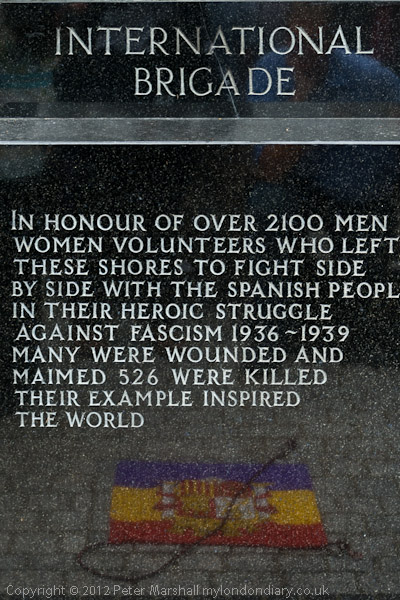 INTERNATIONAL
BRIGADE
IN HONOUR OF OVER 2100 MEN
WOMEN VOLUNTEERS WHO LEFT
THESE SHORES TO FIGHT SIDE
BY SIDE WITH THE SPANISH PEOPL
IN THEIR HEROIC STRUGGLE
AGAINST FASCISM 1936~1939
MANY WERE WOUNDED AND
MAIMED 526 WERE KILLED
THEIR EXAMPLE INSPIRED
THE WORLD
Copyright © 2012 Peter Marshall mylondondiary.co.uk